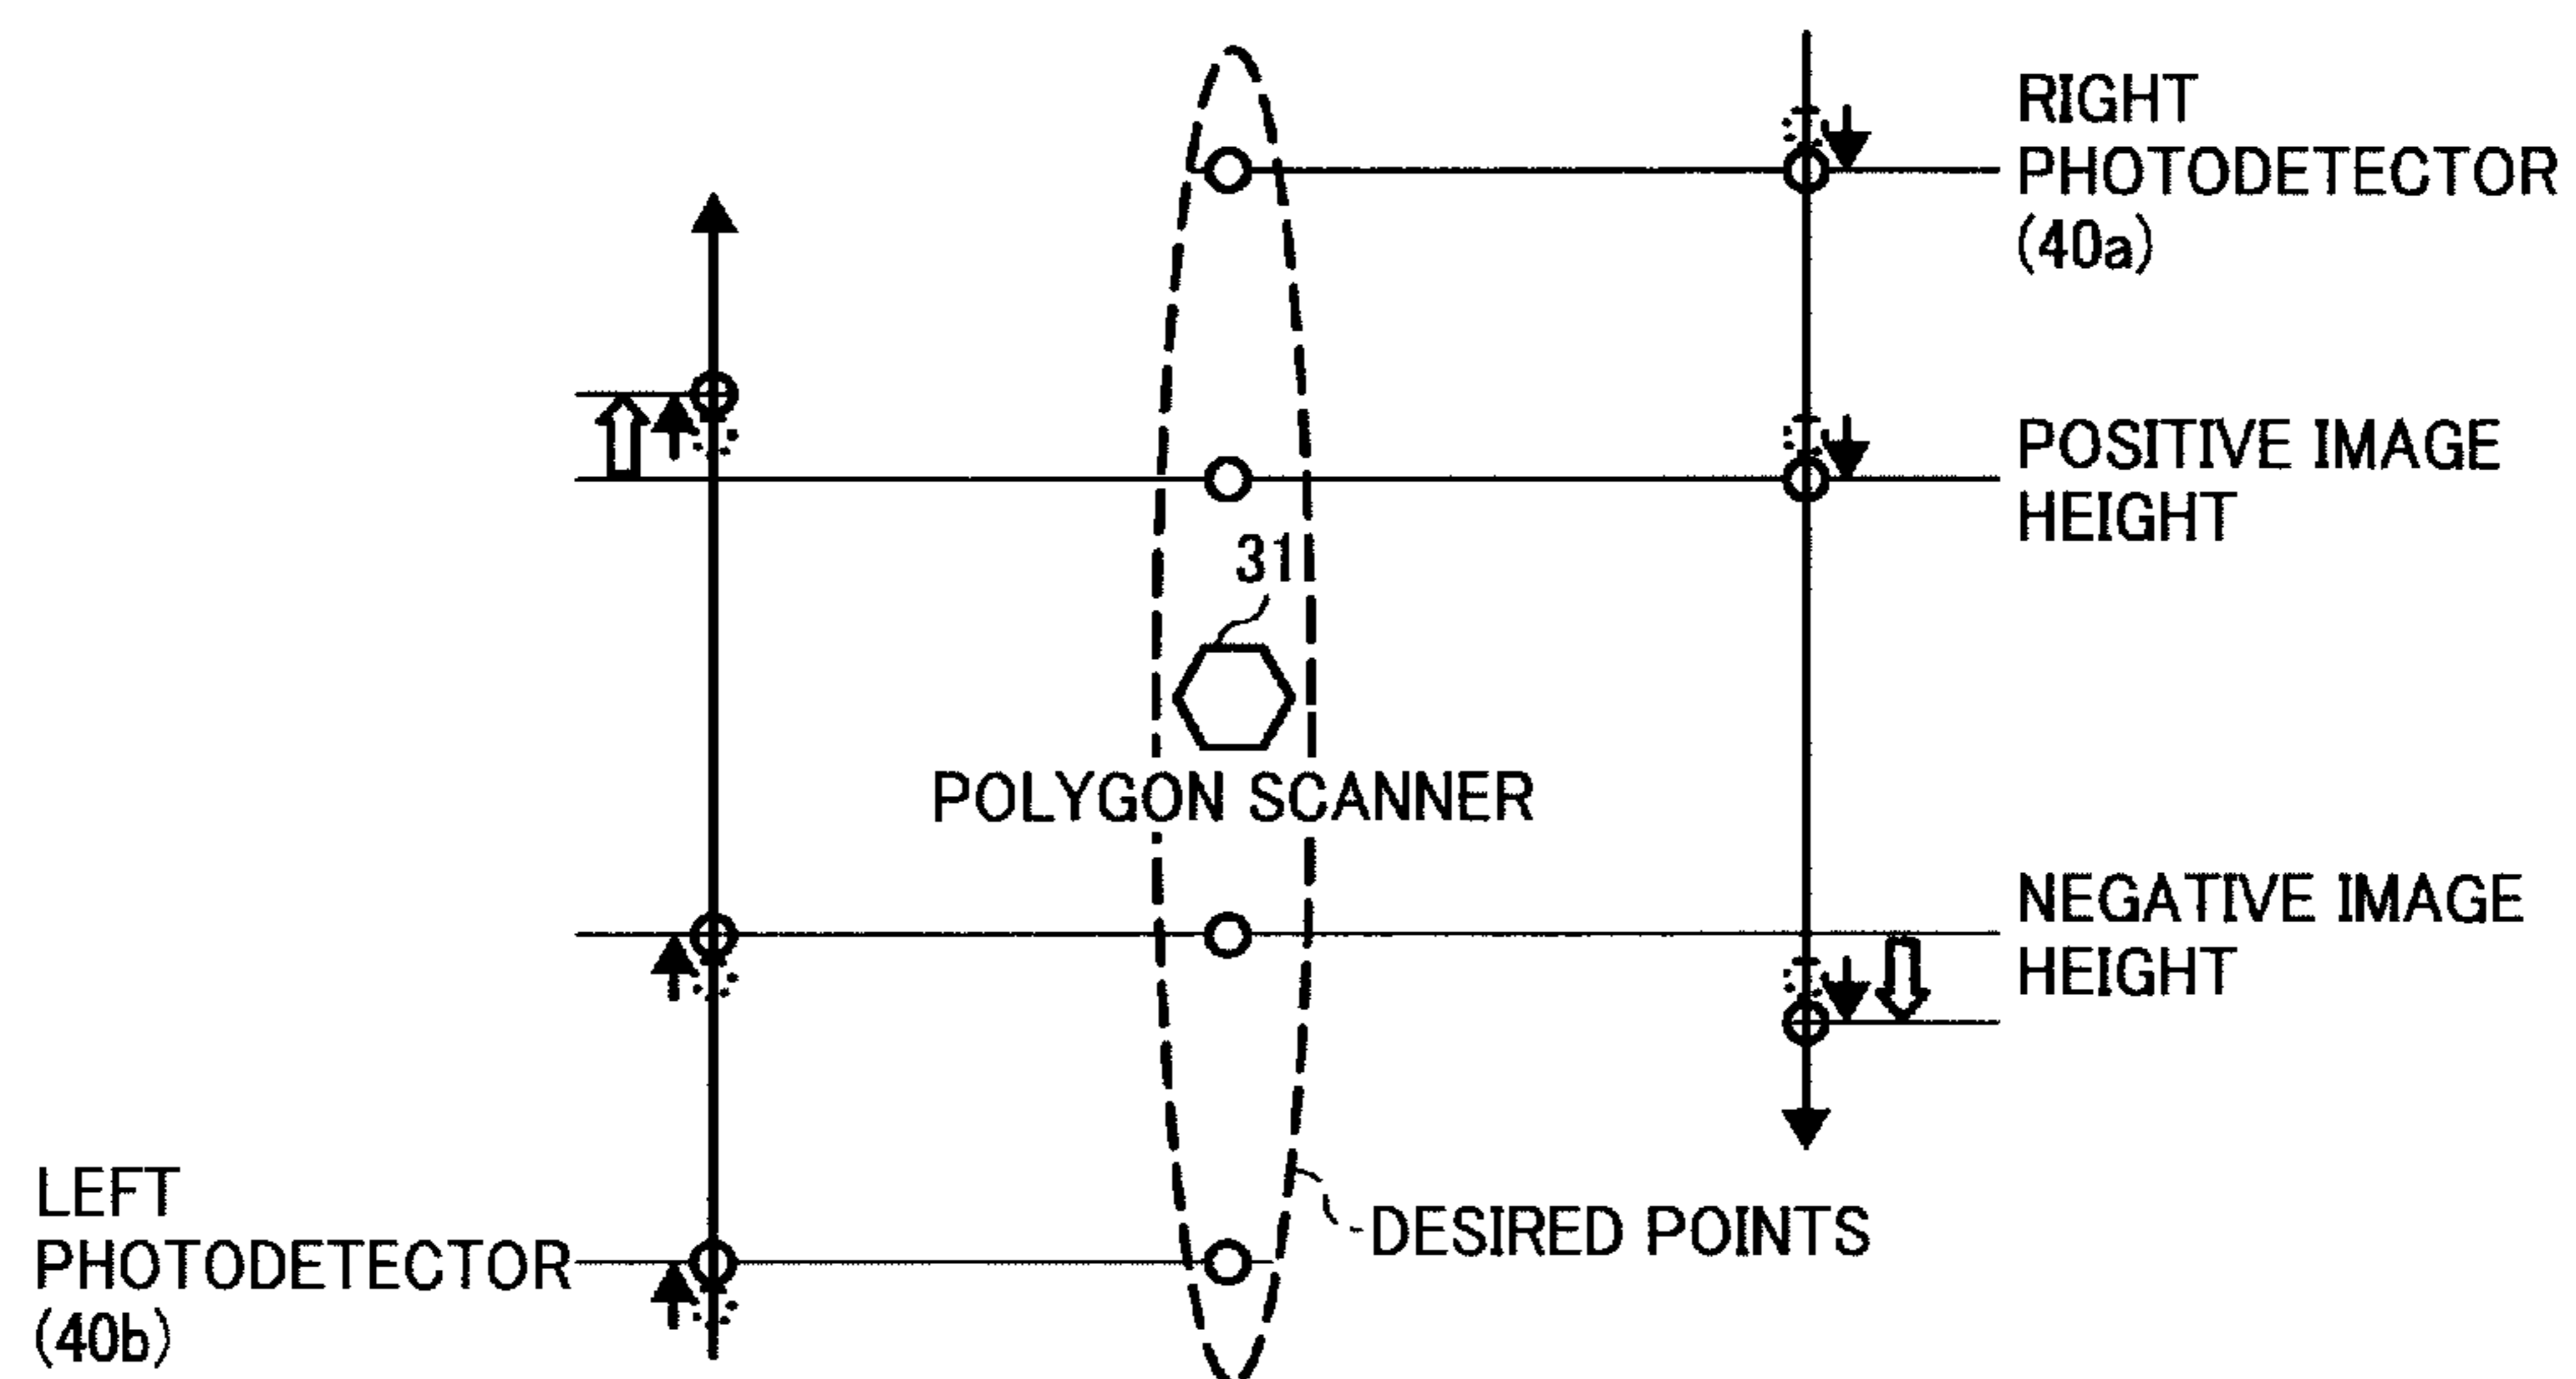 RIGHT
PHOTODETECTOR
(40a)
POSITIVE IMAGE
HEIGHT
31
POLYGON SCANNER
NEGATIVE IMAGE
HEIGHT
LEFT
PHOTODETECTOR
(40b)
DESIRED POINTS